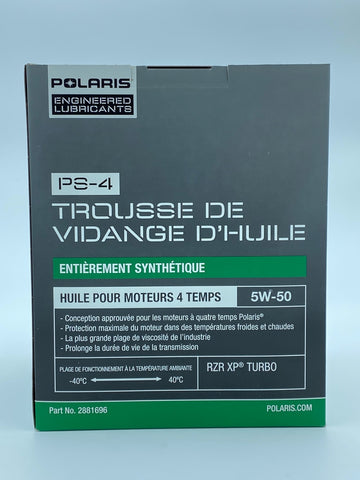 POLARIS®
ENGINEERED
LUBRICANTS
PS-4
TROUSSE DE
VIDANGE D'HUILE
ENTIÈREMENT SYNTHÉTIQUE
HUILE POUR MOTEURS 4 TEMPS 5W-50
- Conception approuvée pour les moteurs à quatre temps Polaris®
- Protection maximale du moteur dans des températures froides et chaudes
- La plus grande plage de viscosité de l'industrie
- Prolonge la durée de vie de la transmission
PLAGE DE FONCTIONNEMENT À LA TEMPÉRATURE AMBIANTE
-40°C 40°C
RZR XP® TURBO
Part No. 2881696 POLARIS.COM